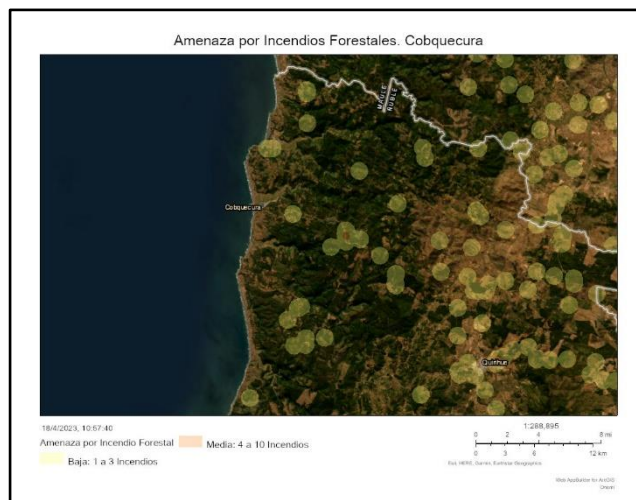 Amenaza por Incendios Forestales. Cobquecura
MAULE
ÑUBLE
Cobquecura
Quirihue
18/4/2023, 10:57:40
Amenaza por Incendio Forestal
Media: 4 a 10 Incendios
Baja: 1 a 3 Incendios
1:288,895
0 2 4 8 mi
0 3 6 12 km
Esri, HERE, Garmin, Earthstar Geographics
Web AppBuilder for ArcGIS